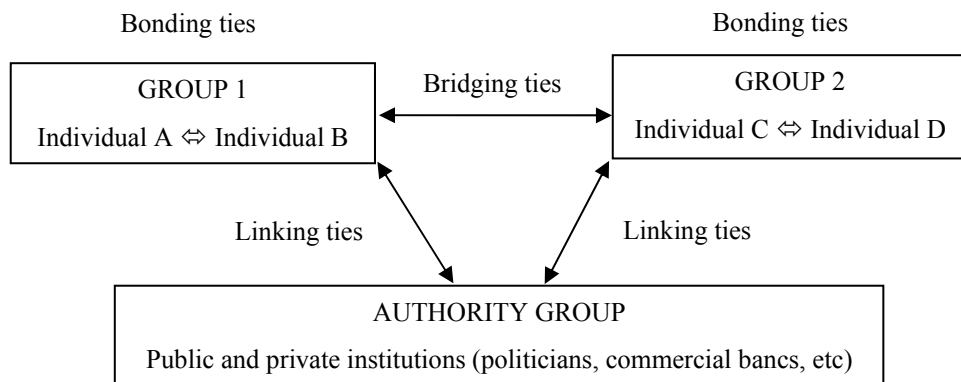 Bonding ties
Bonding ties
GROUP 1
Individual A ⇔ Individual B
Bridging ties
GROUP 2
Individual C ⇔ Individual D
Linking ties
Linking ties
AUTHORITY GROUP
Public and private institutions (politicians, commercial bancs, etc)